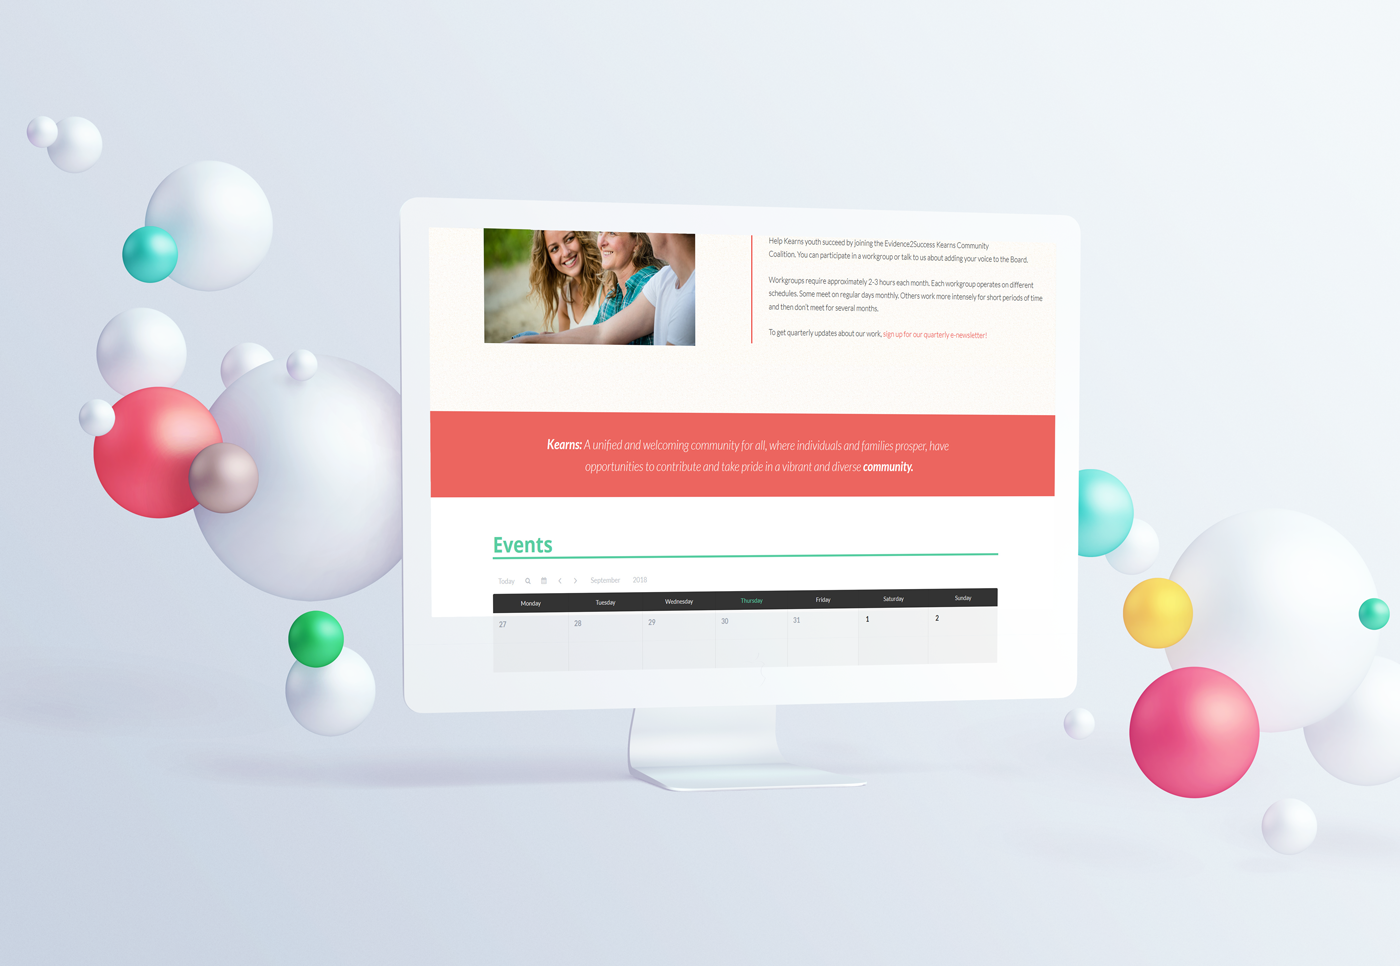 Help Kearns youth succeed by joining the Evidence2Success Kearns Community
Coalition. You can participate in a workgroup or talk to us about adding your voice to the Board.
Workgroups require approximately 2-3 hours each month. Each workgroup operates on different
schedules. Some meet on regular days monthly. Others work more intensely for short periods of time
and then don't meet for several months.
To get quarterly updates about our work, sign up for our quarterly e-newsletter!
Kearns: A unified and welcoming community for all, where individuals and families prosper, have
opportunities to contribute and take pride in a vibrant and diverse community.
Events
Today September 2018
Monday Tuesday Wednesday Thursday Friday Saturday Sunday
27 28 29 30 31 1 2